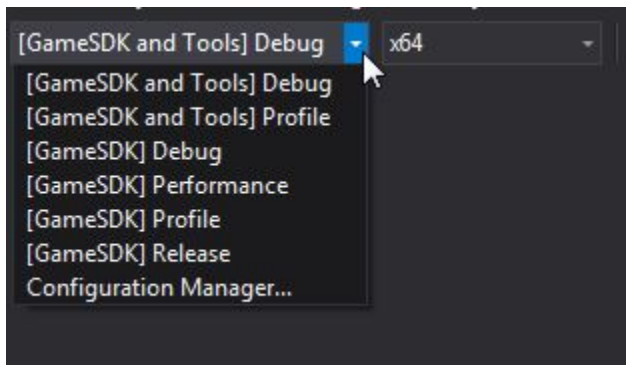 [GameSDK and Tools] Debug x64
[GameSDK and Tools] Debug
[GameSDK and Tools] Profile
[GameSDK] Debug
[GameSDK] Performance
[GameSDK] Profile
[GameSDK] Release
Configuration Manager...